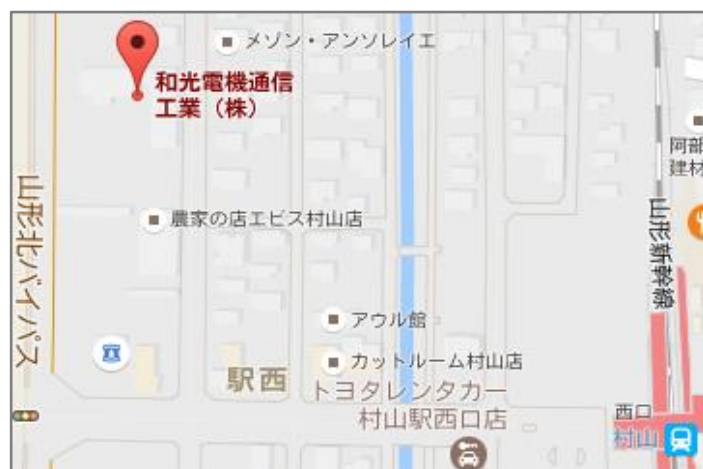 メゾン・アンソレイエ
和光電機通信
工業（株）
阿部
建材
山形北バイパス
農家の店エビス村山店
山形新幹線
アウル館
カットルーム村山店
駅西
トヨタレンタカー
村山駅西口店
西口
村山